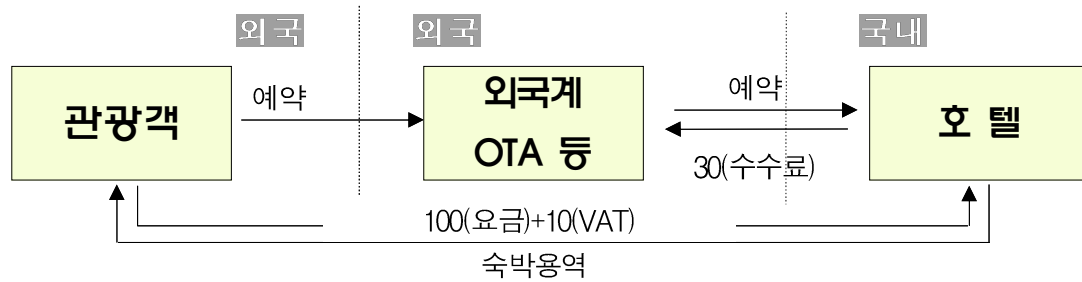 외국
외국
국내
관광객
예약
외국계
OTA 등
예약
30(수수료)
호 텔
100(요금)+10(VAT)
숙박용역